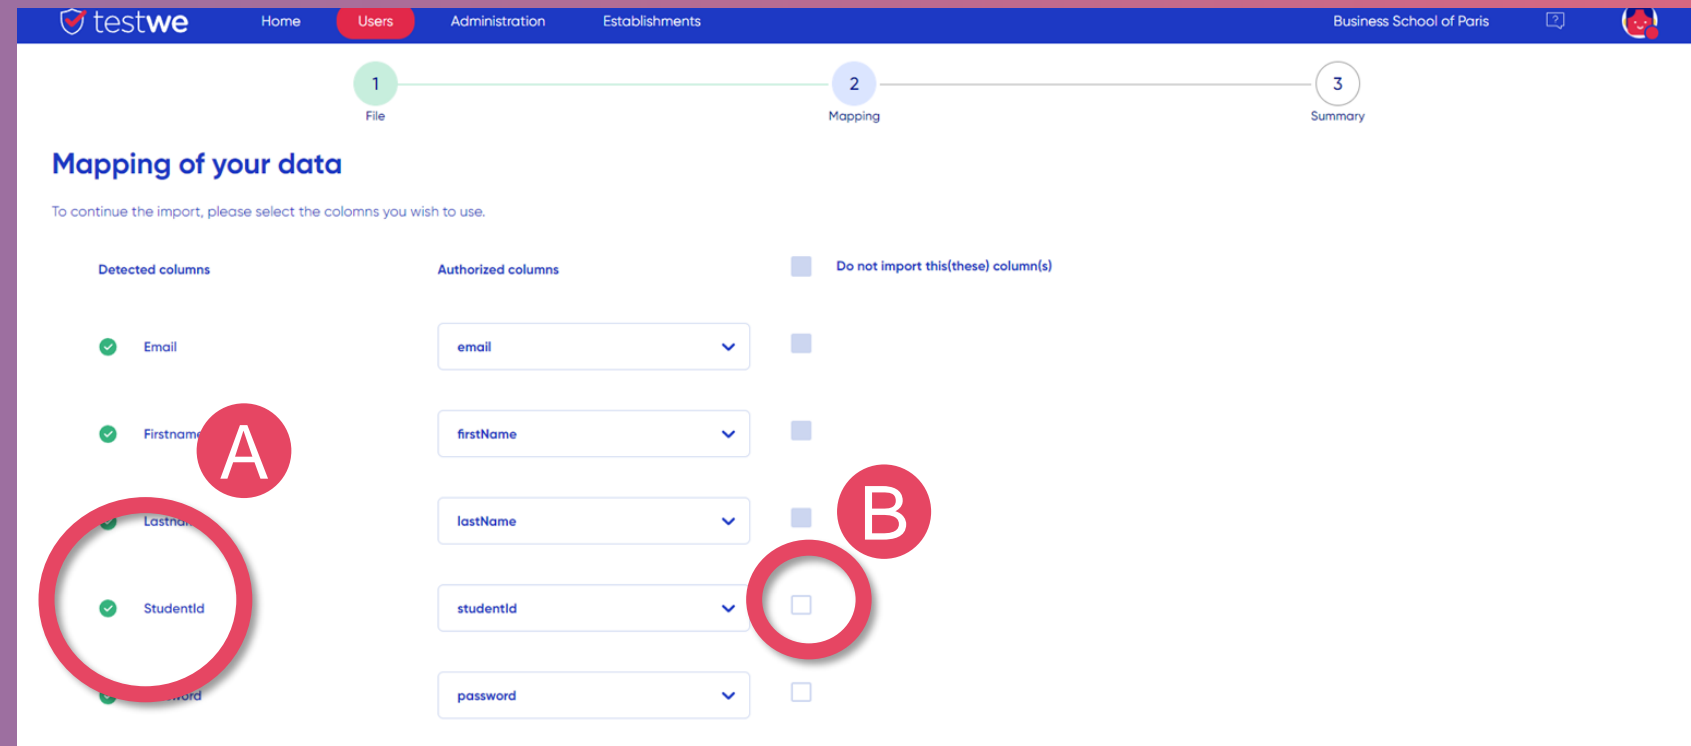 testwe Home Users Administration Establishments Business School of Paris
1 2 3
File Mapping Summary
Mapping of your data
To continue the import, please select the colomns you wish to use.
Detected columns Authorized columns Do not import this(these) column(s)
Email email
Firstname firstName
A
lastName
B
StudentId studentId
password